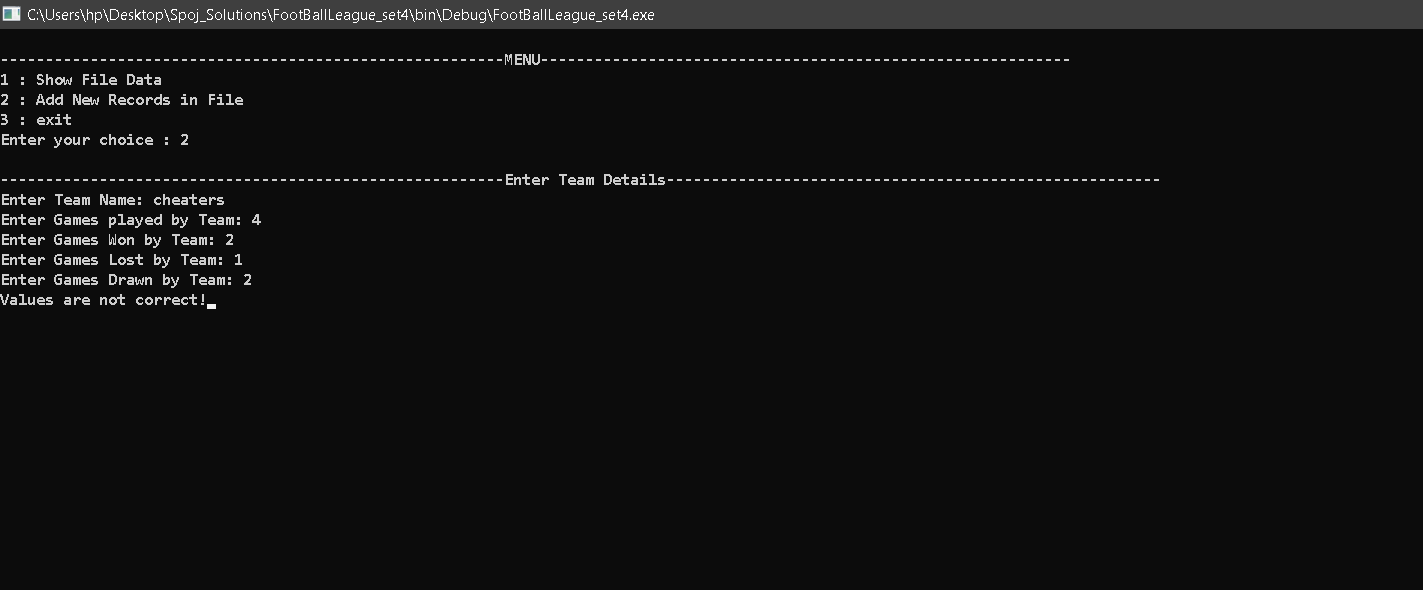 C:\Users\hp\Desktop\Spoj_Solutions\FootBallLeague_set4\bin\Debug\FootBallLeague_set4.exe
--------------------------------------------------------MENU-----------------------------------------------------------
1 : Show File Data
2 : Add New Records in File
3 : exit
Enter your choice : 2
--------------------------------------------------------Enter Team Details-------------------------------------------------------
Enter Team Name: cheaters
Enter Games played by Team: 4
Enter Games Won by Team: 2
Enter Games Lost by Team: 1
Enter Games Drawn by Team: 2
Values are not correct!